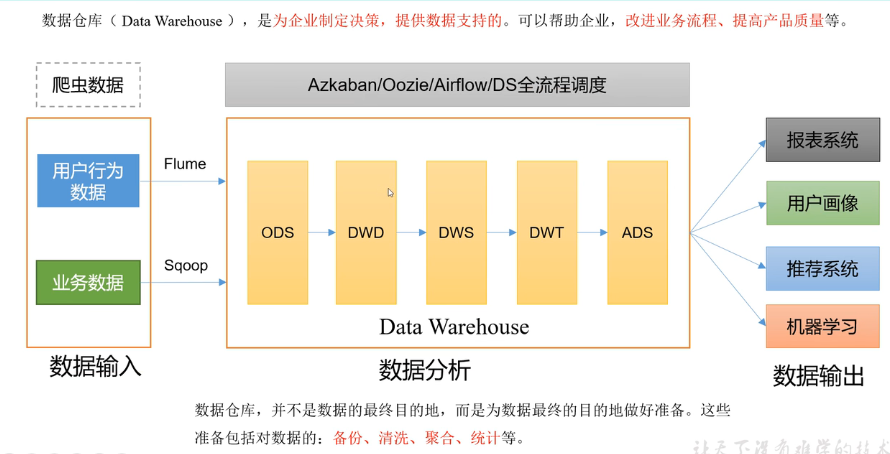 数据仓库（ Data Warehouse ），是为企业制定决策，提供数据支持的。可以帮助企业，改进业务流程、提高产品质量等。
爬虫数据
Azkaban/Oozie/Airflow/DS全流程调度
用户行为
数据
Flume
业务数据
Sqoop
ODS
DWD
DWS
DWT
ADS
Data Warehouse
报表系统
用户画像
推荐系统
机器学习
数据输入
数据分析
数据输出
数据仓库，并不是数据的最终目的地，而是为数据最终的目的地做好准备。这些
准备包括对数据的：备份、清洗、聚合、统计等。
让天下没有难学的技术